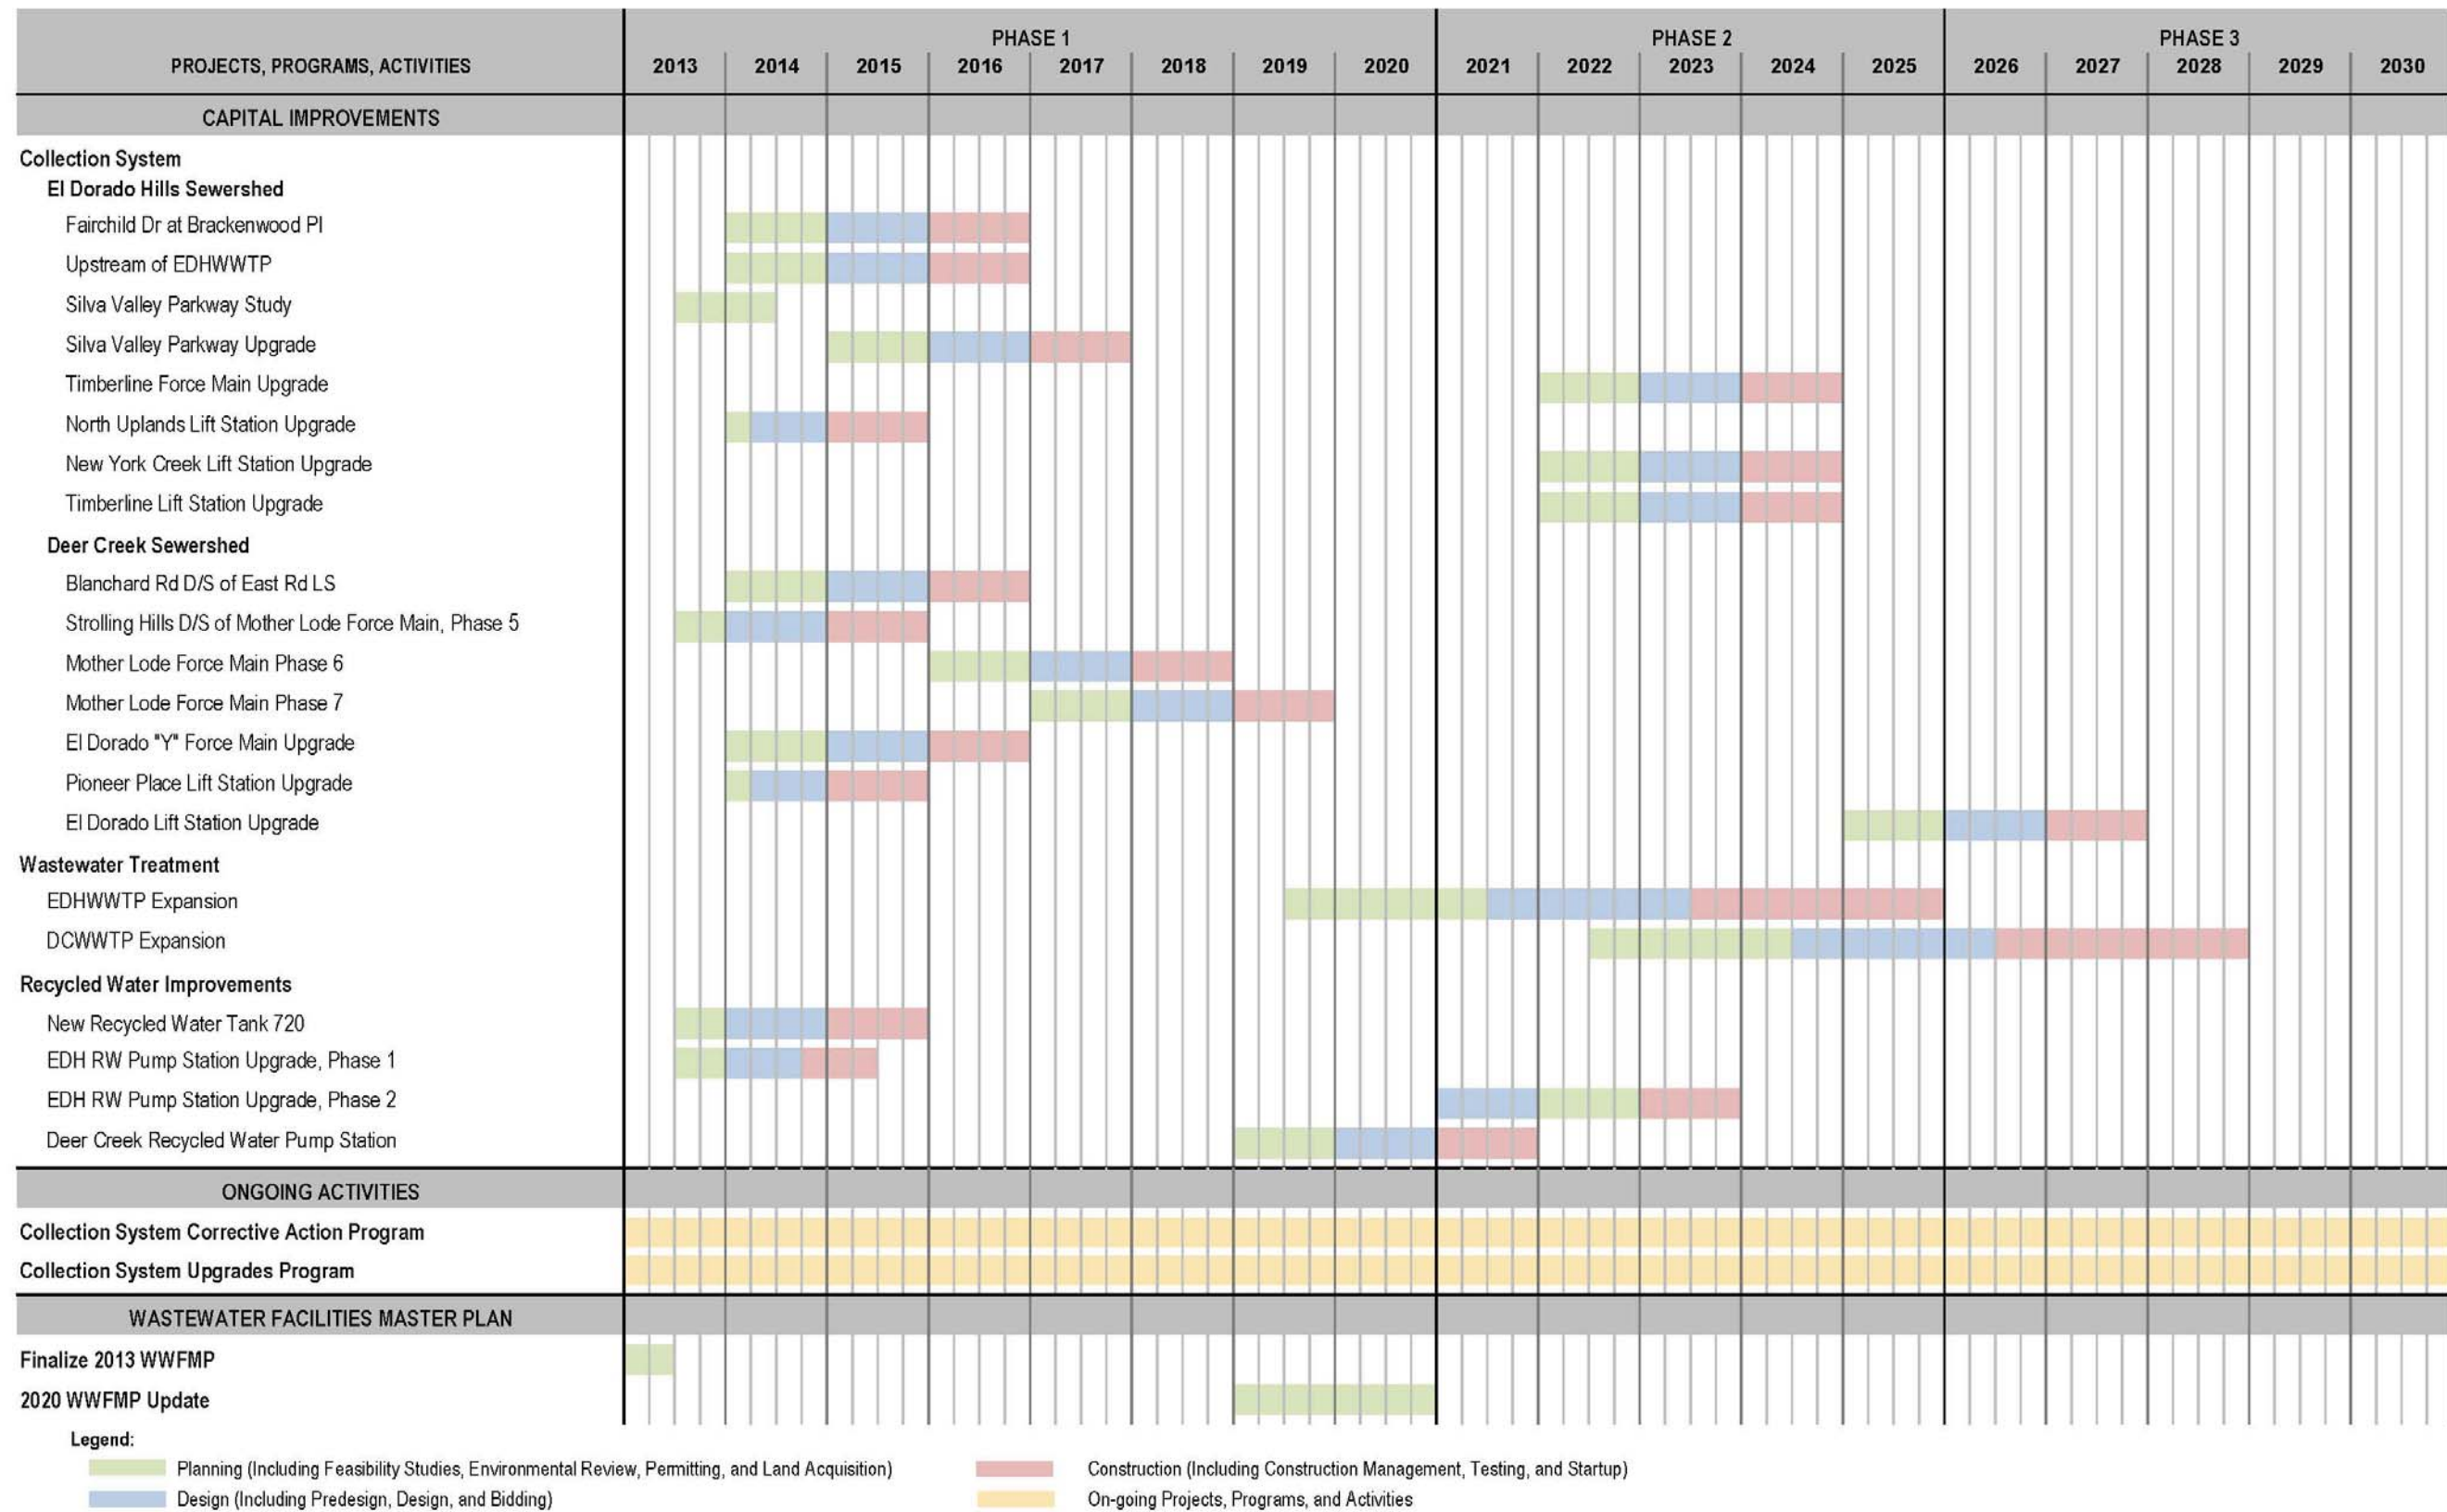 PHASE 1 PHASE 2 PHASE 3
PROJECTS, PROGRAMS, ACTIVITIES 2013 2014 2015 2016 2017 2018 2019 2020 2021 2022 2023 2024 2025 2026 2027 2028 2029 2030
CAPITAL IMPROVEMENTS
Collection System
El Dorado Hills Sewershed
Fairchild Dr at Brackenwood Pl
Upstream of EDHWWTP
Silva Valley Parkway Study
Silva Valley Parkway Upgrade
Timberline Force Main Upgrade
North Uplands Lift Station Upgrade
New York Creek Lift Station Upgrade
Timberline Lift Station Upgrade
Deer Creek Sewershed
Blanchard Rd D/S of East Rd LS
Strolling Hills D/S of Mother Lode Force Main, Phase 5
Mother Lode Force Main Phase 6
Mother Lode Force Main Phase 7
El Dorado "Y" Force Main Upgrade
Pioneer Place Lift Station Upgrade
El Dorado Lift Station Upgrade
Wastewater Treatment
EDHWWTP Expansion
DCWWTP Expansion
Recycled Water Improvements
New Recycled Water Tank 720
EDH RW Pump Station Upgrade, Phase 1
EDH RW Pump Station Upgrade, Phase 2
Deer Creek Recycled Water Pump Station
ONGOING ACTIVITIES
Collection System Corrective Action Program
Collection System Upgrades Program
WASTEWATER FACILITIES MASTER PLAN
Finalize 2013 WWFMP
2020 WWFMP Update
Legend:
Planning (Including Feasibility Studies, Environmental Review, Permitting, and Land Acquisition) Construction (Including Construction Management, Testing, and Startup)
Design (Including Predesign, Design, and Bidding) On-going Projects, Programs, and Activities